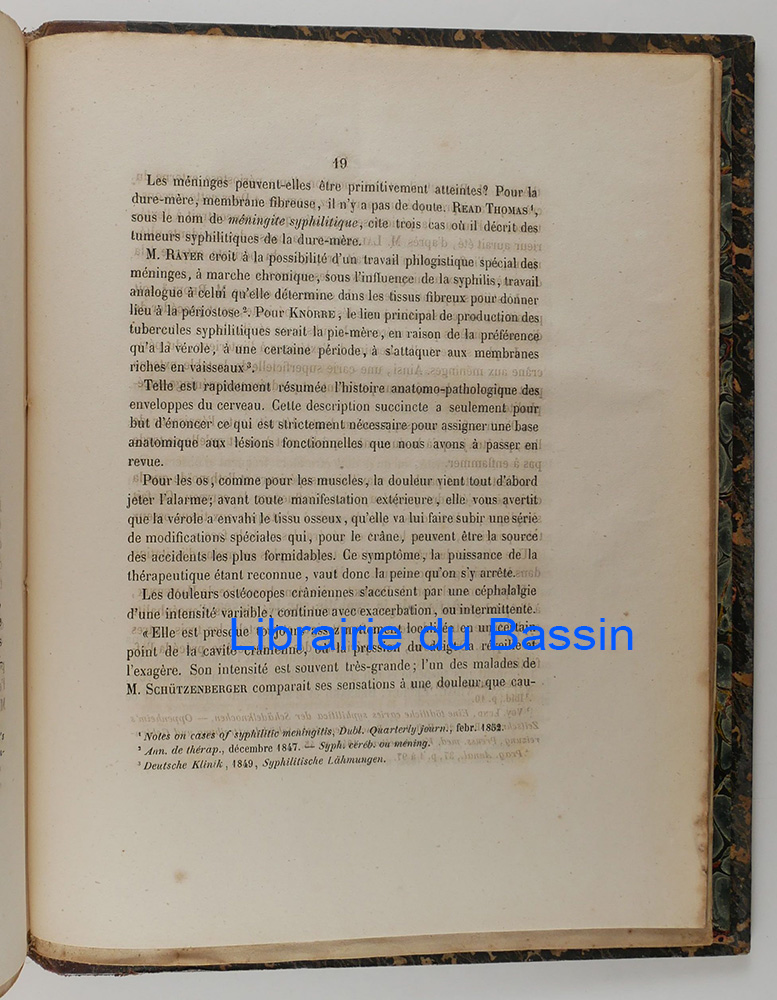 19
Les méninges peuvent-elles être primitivement atteintes? Pour la
dure-mère, membrane fibreuse, il n'y a pas de doute. READ THOMAS¹,
sous le nom de méningite syphilitique, cite trois cas où il décrit des
tumeurs syphilitiques de la dure-mère.
M. RAYER croit à la possibilité d'un travail phlogistique spécial des
méninges, à marche chronique, sous l'influence de la syphilis, travail
analogue à celui qu'elle détermine dans les tissus fibreux pour donner
lieu à la périostose². Pour KNORRE, le lieu principal de production des
tubercules syphilitiques serait la pie-mère, en raison de la préférence
qu'a la vérole, à une certaine période, à s'attaquer aux membranes
riches en vaisseaux³.
Telle est rapidement résumée l'histoire anatomo-pathologique des
enveloppes du cerveau. Cette description succincte a seulement pour
but d'énoncer ce qui est strictement nécessaire pour assigner une base
anatomique aux lésions fonctionnelles que nous avons à passer en
revue.
Pour les os, comme pour les muscles, la douleur vient tout d'abord
jeter l'alarme; avant toute manifestation extérieure, elle vous avertit
que la vérole a envahi le tissu osseux, qu'elle va lui faire subir une série
de modifications spéciales qui, pour le crâne, peuvent être la source
des accidents les plus formidables. Ce symptôme, la puissance de la
thérapeutique étant reconnue, vaut donc la peine qu'on s'y arrête.
Les douleurs ostéocopes crâniennes s'accusent par une céphalalgie
d'une intensité variable, continue avec exacerbation, ou intermittente.
« Elle est presque toujours assez nettement localisée en un certain
Librairie du Bassin
point de la cavité crânienne, où la pression du doigt
l'exagère. Son intensité est souvent très-grande; l'un des malades de
M. SCHÜTZENBERGER comparait ses sensations à une douleur que cau-
¹ Notes on cases of syphilitic meningitis, Dubl. Quarterly Journ., febr. 1852.
² Ann. de thérap., décembre 1847. — Syph. céréb. ou méning.
³ Deutsche Klinik, 1849, Syphilitische Lähmungen.